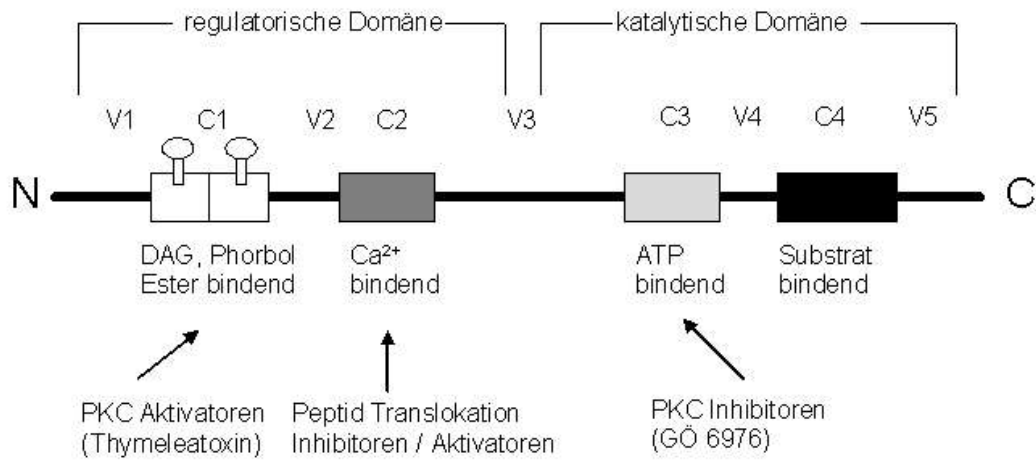 regulatorische Domäne katalytische Domäne
V1 C1 V2 C2 V3 C3 V4 C4 V5
N C
DAG, Phorbol Ca²⁺ ATP Substrat
Ester bindend bindend bindend bindend
PKC Aktivatoren Peptid Translokation PKC Inhibitoren
(Thymeleatoxin) Inhibitoren / Aktivatoren (GÖ 6976)